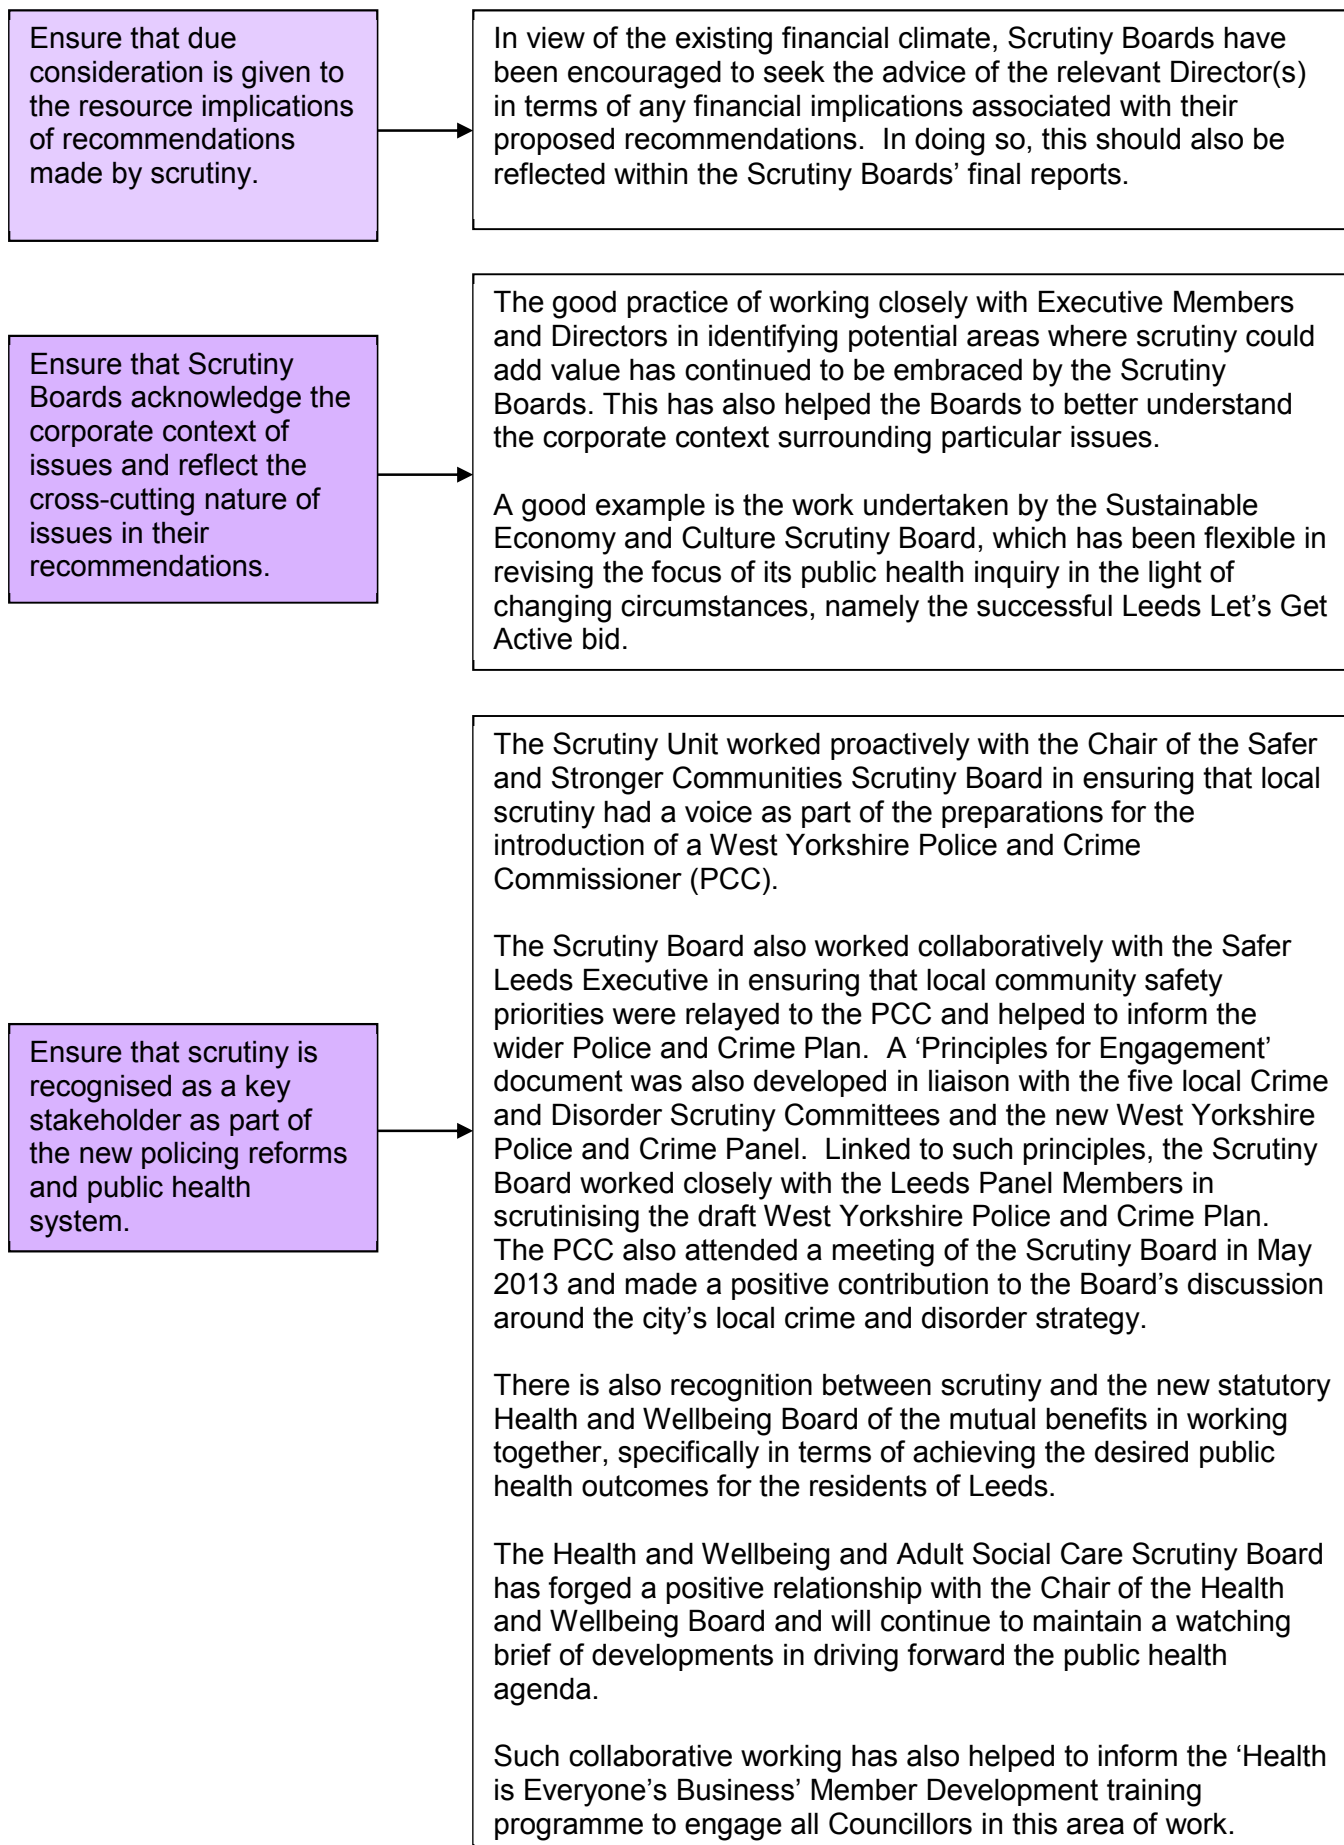 Ensure that due
consideration is given to
the resource implications
of recommendations
made by scrutiny.
In view of the existing financial climate, Scrutiny Boards have
been encouraged to seek the advice of the relevant Director(s)
in terms of any financial implications associated with their
proposed recommendations.  In doing so, this should also be
reflected within the Scrutiny Boards’ final reports.
Ensure that Scrutiny
Boards acknowledge the
corporate context of
issues and reflect the
cross-cutting nature of
issues in their
recommendations.
The good practice of working closely with Executive Members
and Directors in identifying potential areas where scrutiny could
add value has continued to be embraced by the Scrutiny
Boards. This has also helped the Boards to better understand
the corporate context surrounding particular issues.
A good example is the work undertaken by the Sustainable
Economy and Culture Scrutiny Board, which has been flexible in
revising the focus of its public health inquiry in the light of
changing circumstances, namely the successful Leeds Let’s Get
Active bid.
Ensure that scrutiny is
recognised as a key
stakeholder as part of
the new policing reforms
and public health
system.
The Scrutiny Unit worked proactively with the Chair of the Safer
and Stronger Communities Scrutiny Board in ensuring that local
scrutiny had a voice as part of the preparations for the
introduction of a West Yorkshire Police and Crime
Commissioner (PCC).
The Scrutiny Board also worked collaboratively with the Safer
Leeds Executive in ensuring that local community safety
priorities were relayed to the PCC and helped to inform the
wider Police and Crime Plan.  A ‘Principles for Engagement’
document was also developed in liaison with the five local Crime
and Disorder Scrutiny Committees and the new West Yorkshire
Police and Crime Panel.  Linked to such principles, the Scrutiny
Board worked closely with the Leeds Panel Members in
scrutinising the draft West Yorkshire Police and Crime Plan.
The PCC also attended a meeting of the Scrutiny Board in May
2013 and made a positive contribution to the Board’s discussion
around the city’s local crime and disorder strategy.
There is also recognition between scrutiny and the new statutory
Health and Wellbeing Board of the mutual benefits in working
together, specifically in terms of achieving the desired public
health outcomes for the residents of Leeds.
The Health and Wellbeing and Adult Social Care Scrutiny Board
has forged a positive relationship with the Chair of the Health
and Wellbeing Board and will continue to maintain a watching
brief of developments in driving forward the public health
agenda.
Such collaborative working has also helped to inform the ‘Health
is Everyone’s Business’ Member Development training
programme to engage all Councillors in this area of work.